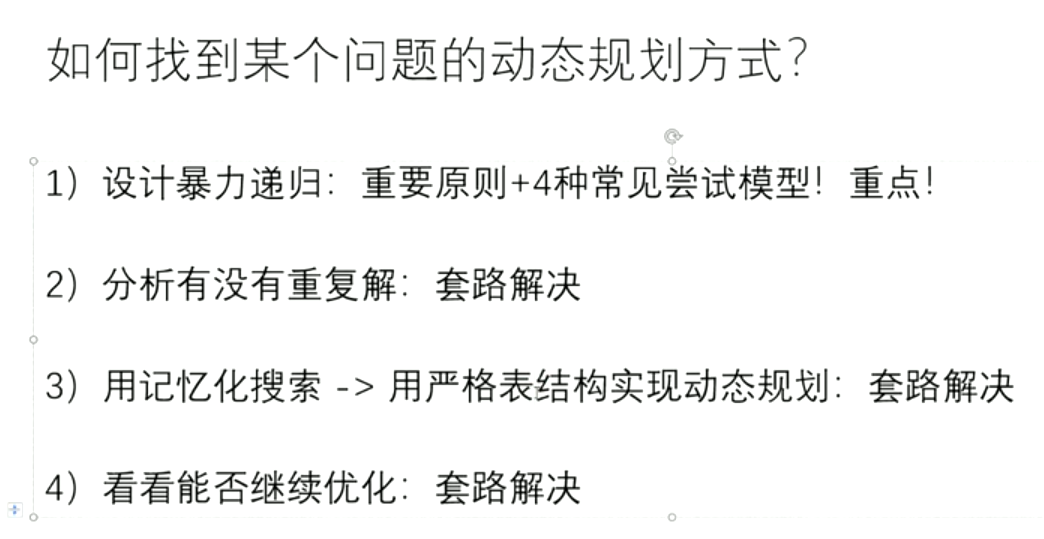 如何找到某个问题的动态规划方式？
1）设计暴力递归：重要原则+4种常见尝试模型！重点！
2）分析有没有重复解：套路解决
3）用记忆化搜索 -> 用严格表结构实现动态规划：套路解决
4）看看能否继续优化：套路解决